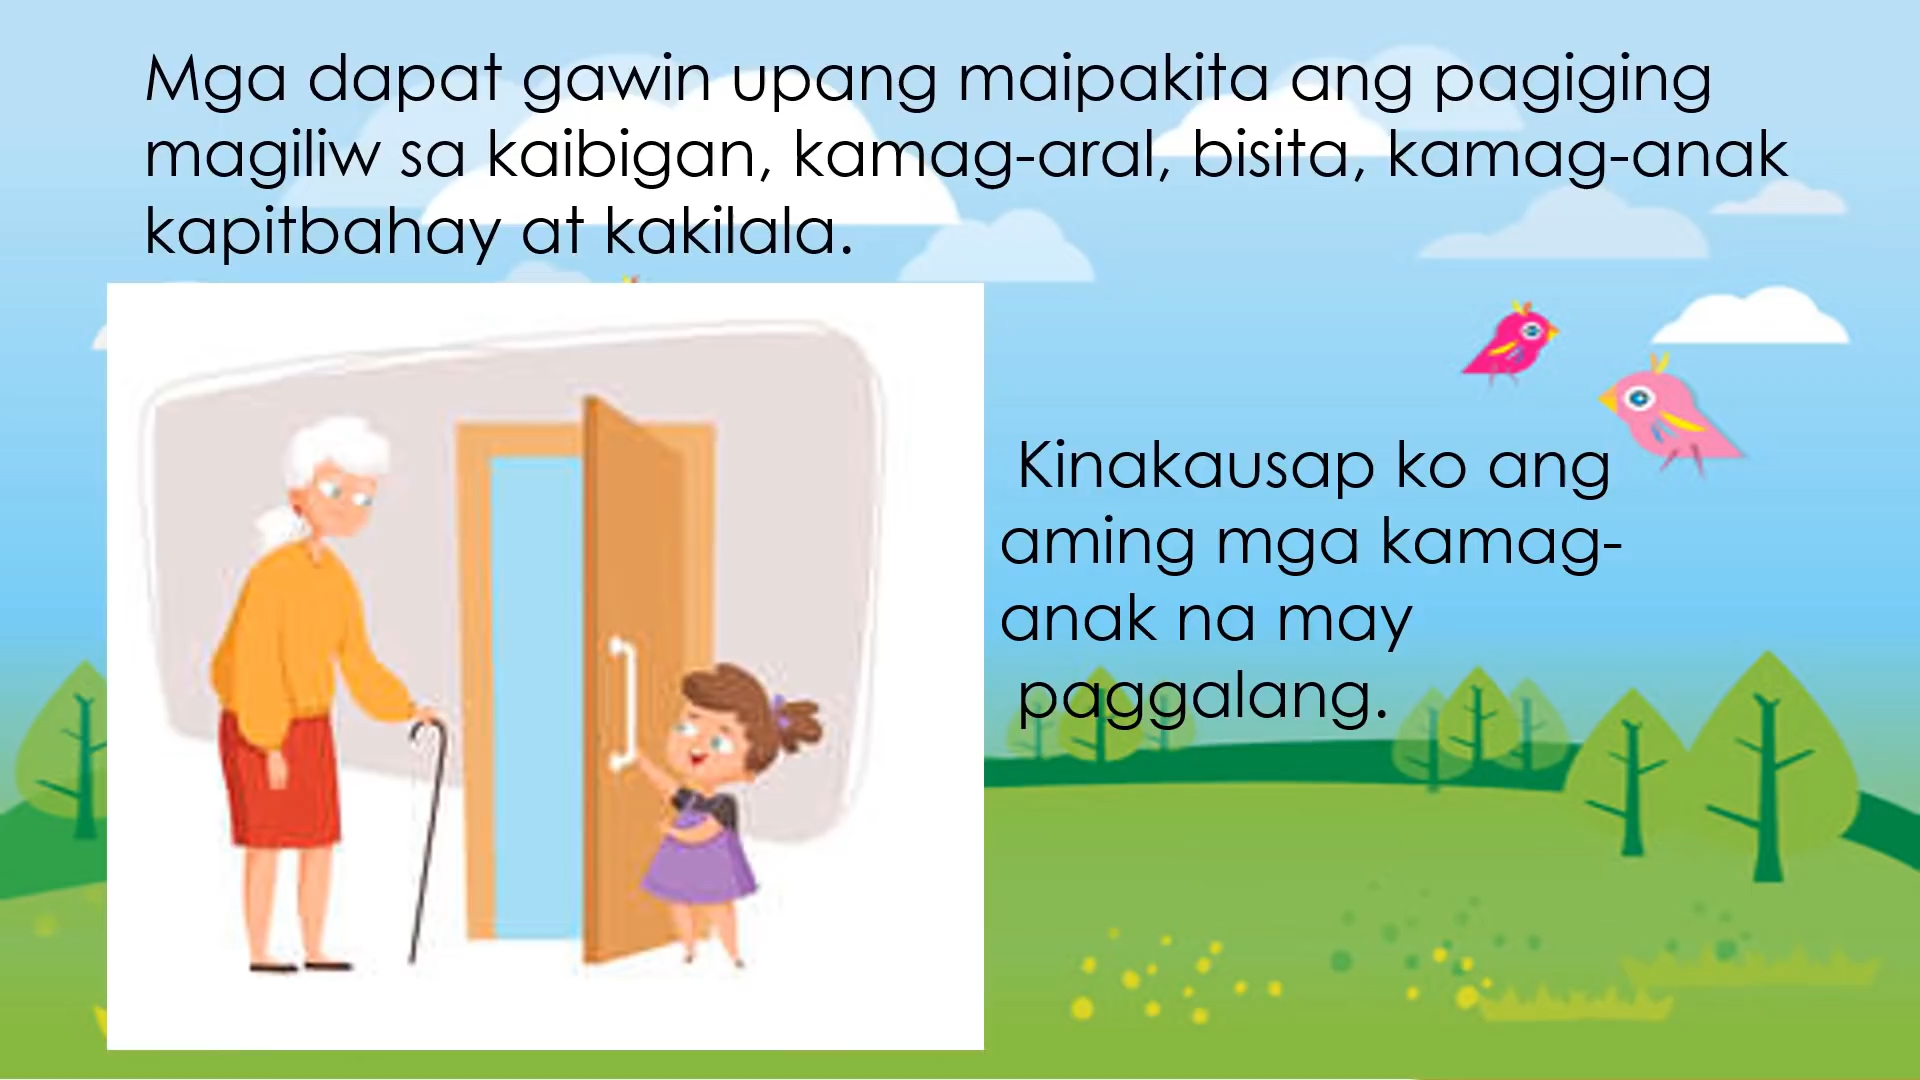 Mga dapat gawin upang maipakita ang pagiging
magiliw sa kaibigan, kamag-aral, bisita, kamag-anak
kapitbahay at kakilala.
Kinakausap ko ang
aming mga kamag-
anak na may
paggalang.